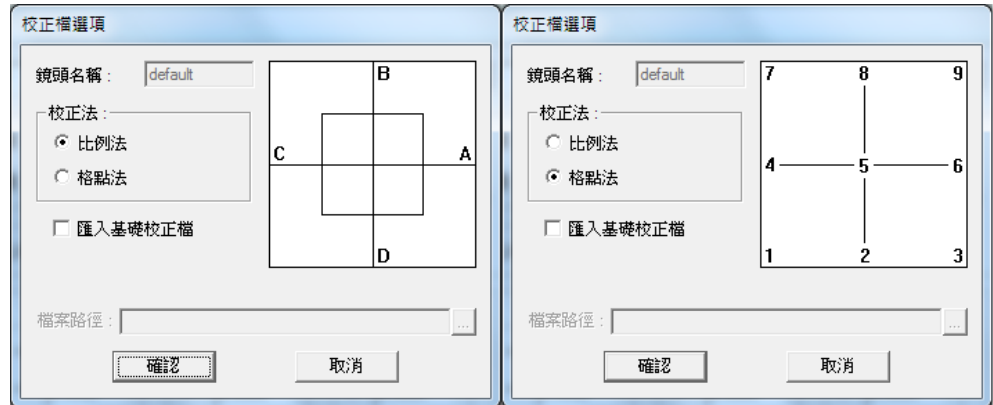 校正檔選項
鏡頭名稱： default
校正法：
比例法
格點法
匯入基礎校正檔
B
C A
D
檔案路徑： ...
確認 取消
校正檔選項
鏡頭名稱： default
校正法：
比例法
格點法
匯入基礎校正檔
7 8 9
4 5 6
1 2 3
檔案路徑： ...
確認 取消